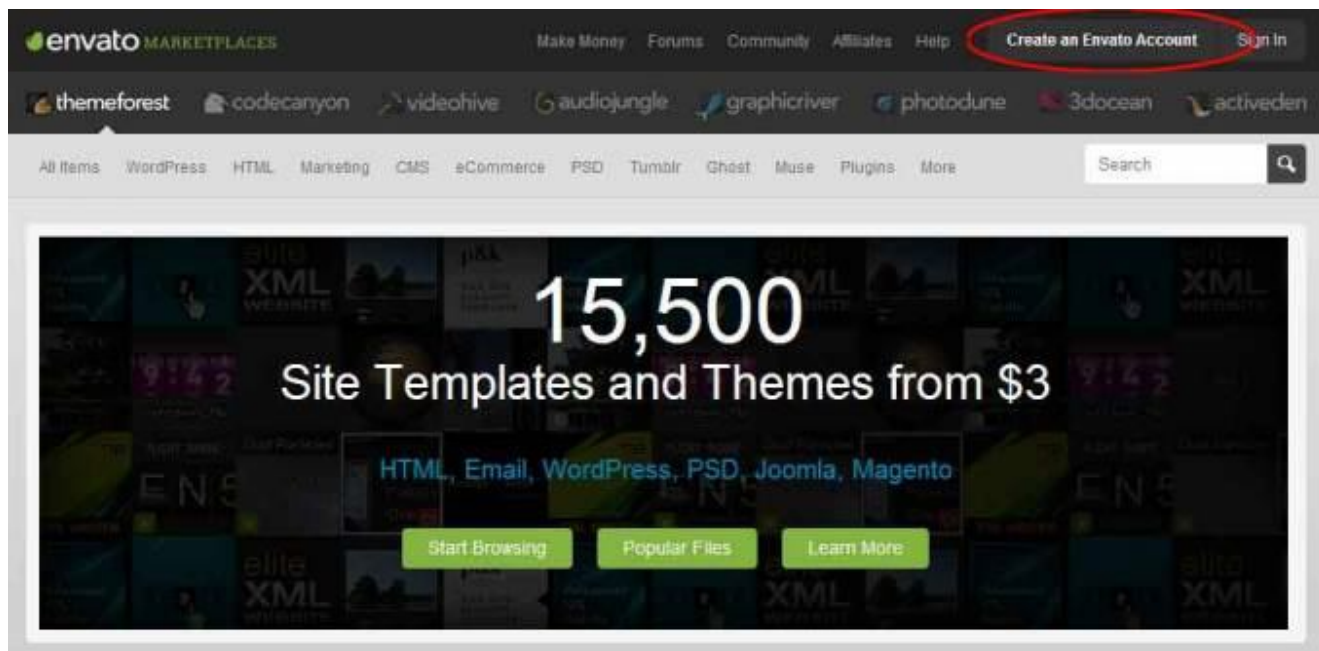 envato MARKETPLACES Make Money Forums Community Affiliates Help Create an Envato Account Sign In
themeforest codecanyon videohive audiojungle graphicriver photodune 3docean activeden
All Items WordPress HTML Marketing CMS eCommerce PSD Tumblr Ghost Muse Plugins More Search
15,500
Site Templates and Themes from $3
HTML, Email, WordPress, PSD, Joomla, Magento
Start Browsing Popular Files Learn More